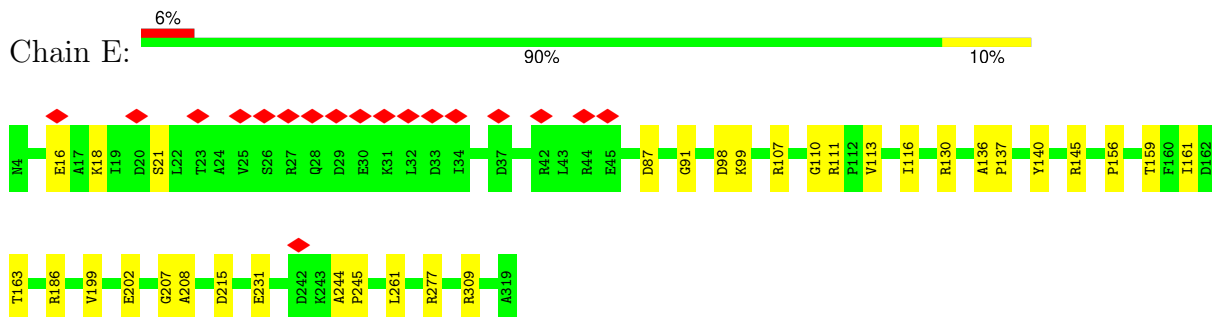 6%
Chain E:
90% 10%
N4 E16 A17 K18 I19 D20 S21 L22 T23 A24 V25 S26 R27 Q28 D29 E30 K31 L32 D33 I34 D37 R42 L43 R44 E45 D87 G91 D98 K99 R107 G110 R111 P112 V113 I116 R130 A136 P137 Y140 R145 P156 T159 F160 I161 D162
T163 R186 V199 E202 G207 A208 D215 E231 D242 K243 A244 P245 L261 R277 R309 A319